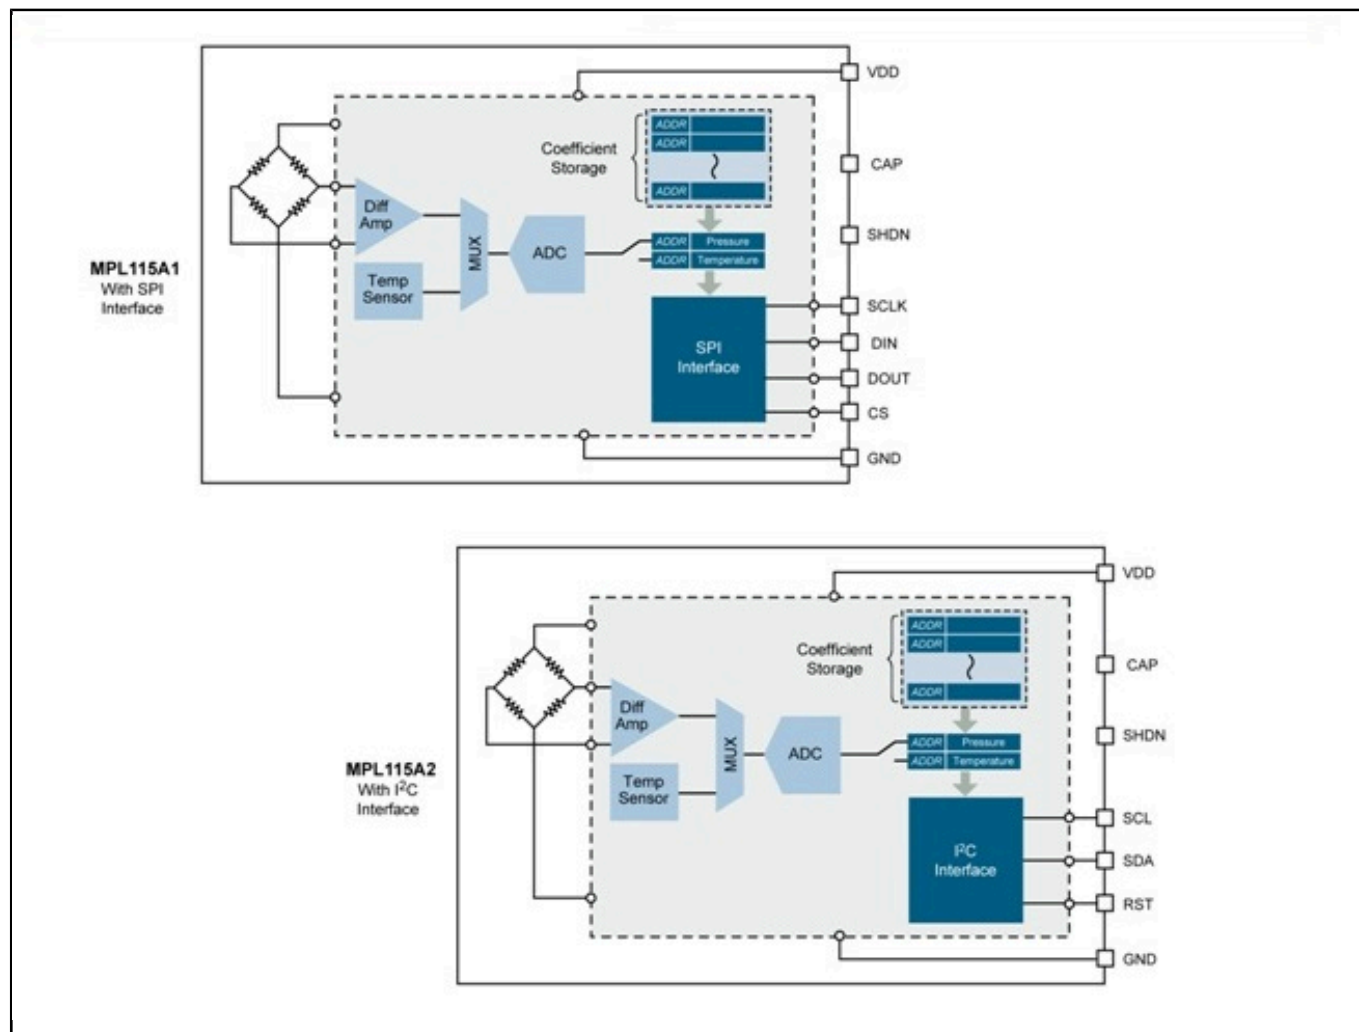 VDD
ADDR
ADDR
Coefficient
Storage
CAP
ADDR
Diff
Amp
MUX
ADC
ADDR Pressure
SHDN
ADDR Temperature
MPL115A1
With SPI
Interface
Temp
Sensor
SPI
Interface
SCLK
DIN
DOUT
CS
GND
VDD
ADDR
ADDR
Coefficient
Storage
CAP
ADDR
Diff
Amp
MUX
ADC
ADDR Pressure
SHDN
ADDR Temperature
MPL115A2
With I²C
Interface
Temp
Sensor
I²C
Interface
SCL
SDA
RST
GND